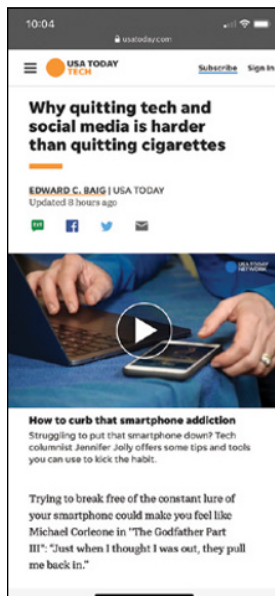 10:04
usatoday.com
USA TODAY
TECH
Subscribe Sign In
Why quitting tech and
social media is harder
than quitting cigarettes
EDWARD C. BAIG | USA TODAY
Updated 8 hours ago
USA TODAY
NETWORK
How to curb that smartphone addiction
Struggling to put that smartphone down? Tech
columnist Jennifer Jolly offers some tips and tools
you can use to kick the habit.
Trying to break free of the constant lure of
your smartphone could make you feel like
Michael Corleone in "The Godfather Part
III": "Just when I thought I was out, they pull
me back in."